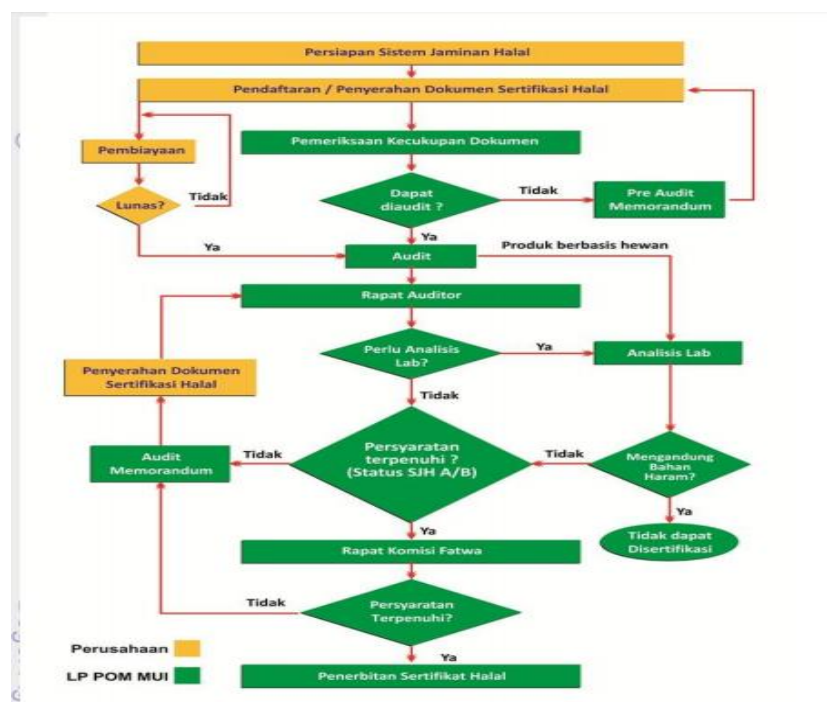 Persiapan Sistem Jaminan Halal
Pendaftaran / Penyerahan Dokumen Sertifikasi Halal
Pembiayaan
Pemeriksaan Kecukupan Dokumen
Lunas?
Tidak
Dapat
diaudit ?
Tidak
Pre Audit
Memorandum
Ya
Ya
Audit
Produk berbasis hewan
Rapat Auditor
Perlu Analisis
Lab?
Ya
Analisis Lab
Penyerahan Dokumen
Sertifikasi Halal
Tidak
Audit
Memorandum
Tidak
Persyaratan
terpenuhi ?
(Status SJH A/B)
Tidak
Mengandung
Bahan
Haram?
Ya
Ya
Tidak dapat
Disertifikasi
Rapat Komisi Fatwa
Tidak
Persyaratan
Terpenuhi?
Ya
Perusahaan
LP POM MUI
Penerbitan Sertifikat Halal